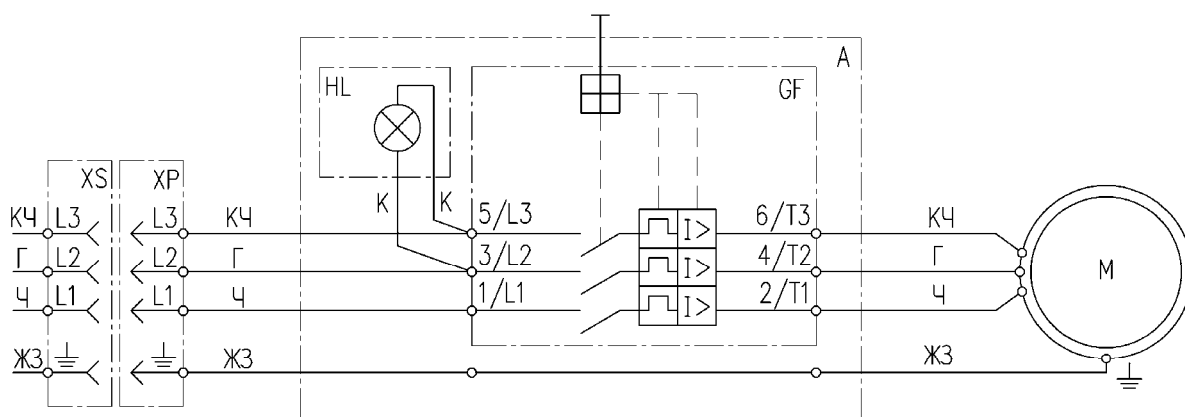 A
HL
GF
XS
XP
К
К
КЧ
L3
L3
КЧ
5/L3
6/T3
КЧ
Г
L2
L2
Г
3/L2
4/T2
Г
Ч
L1
L1
Ч
1/L1
2/T1
Ч
I>
I>
I>
М
ЖЗ
ЖЗ
ЖЗ